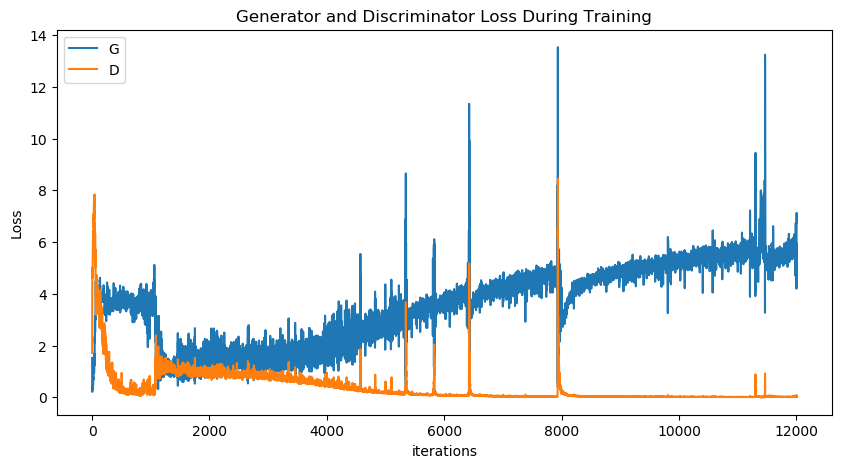 Generator and Discriminator Loss During Training
G
D
Loss
14
12
10
8
6
4
2
0
0 2000 4000 6000 8000 10000 12000
iterations